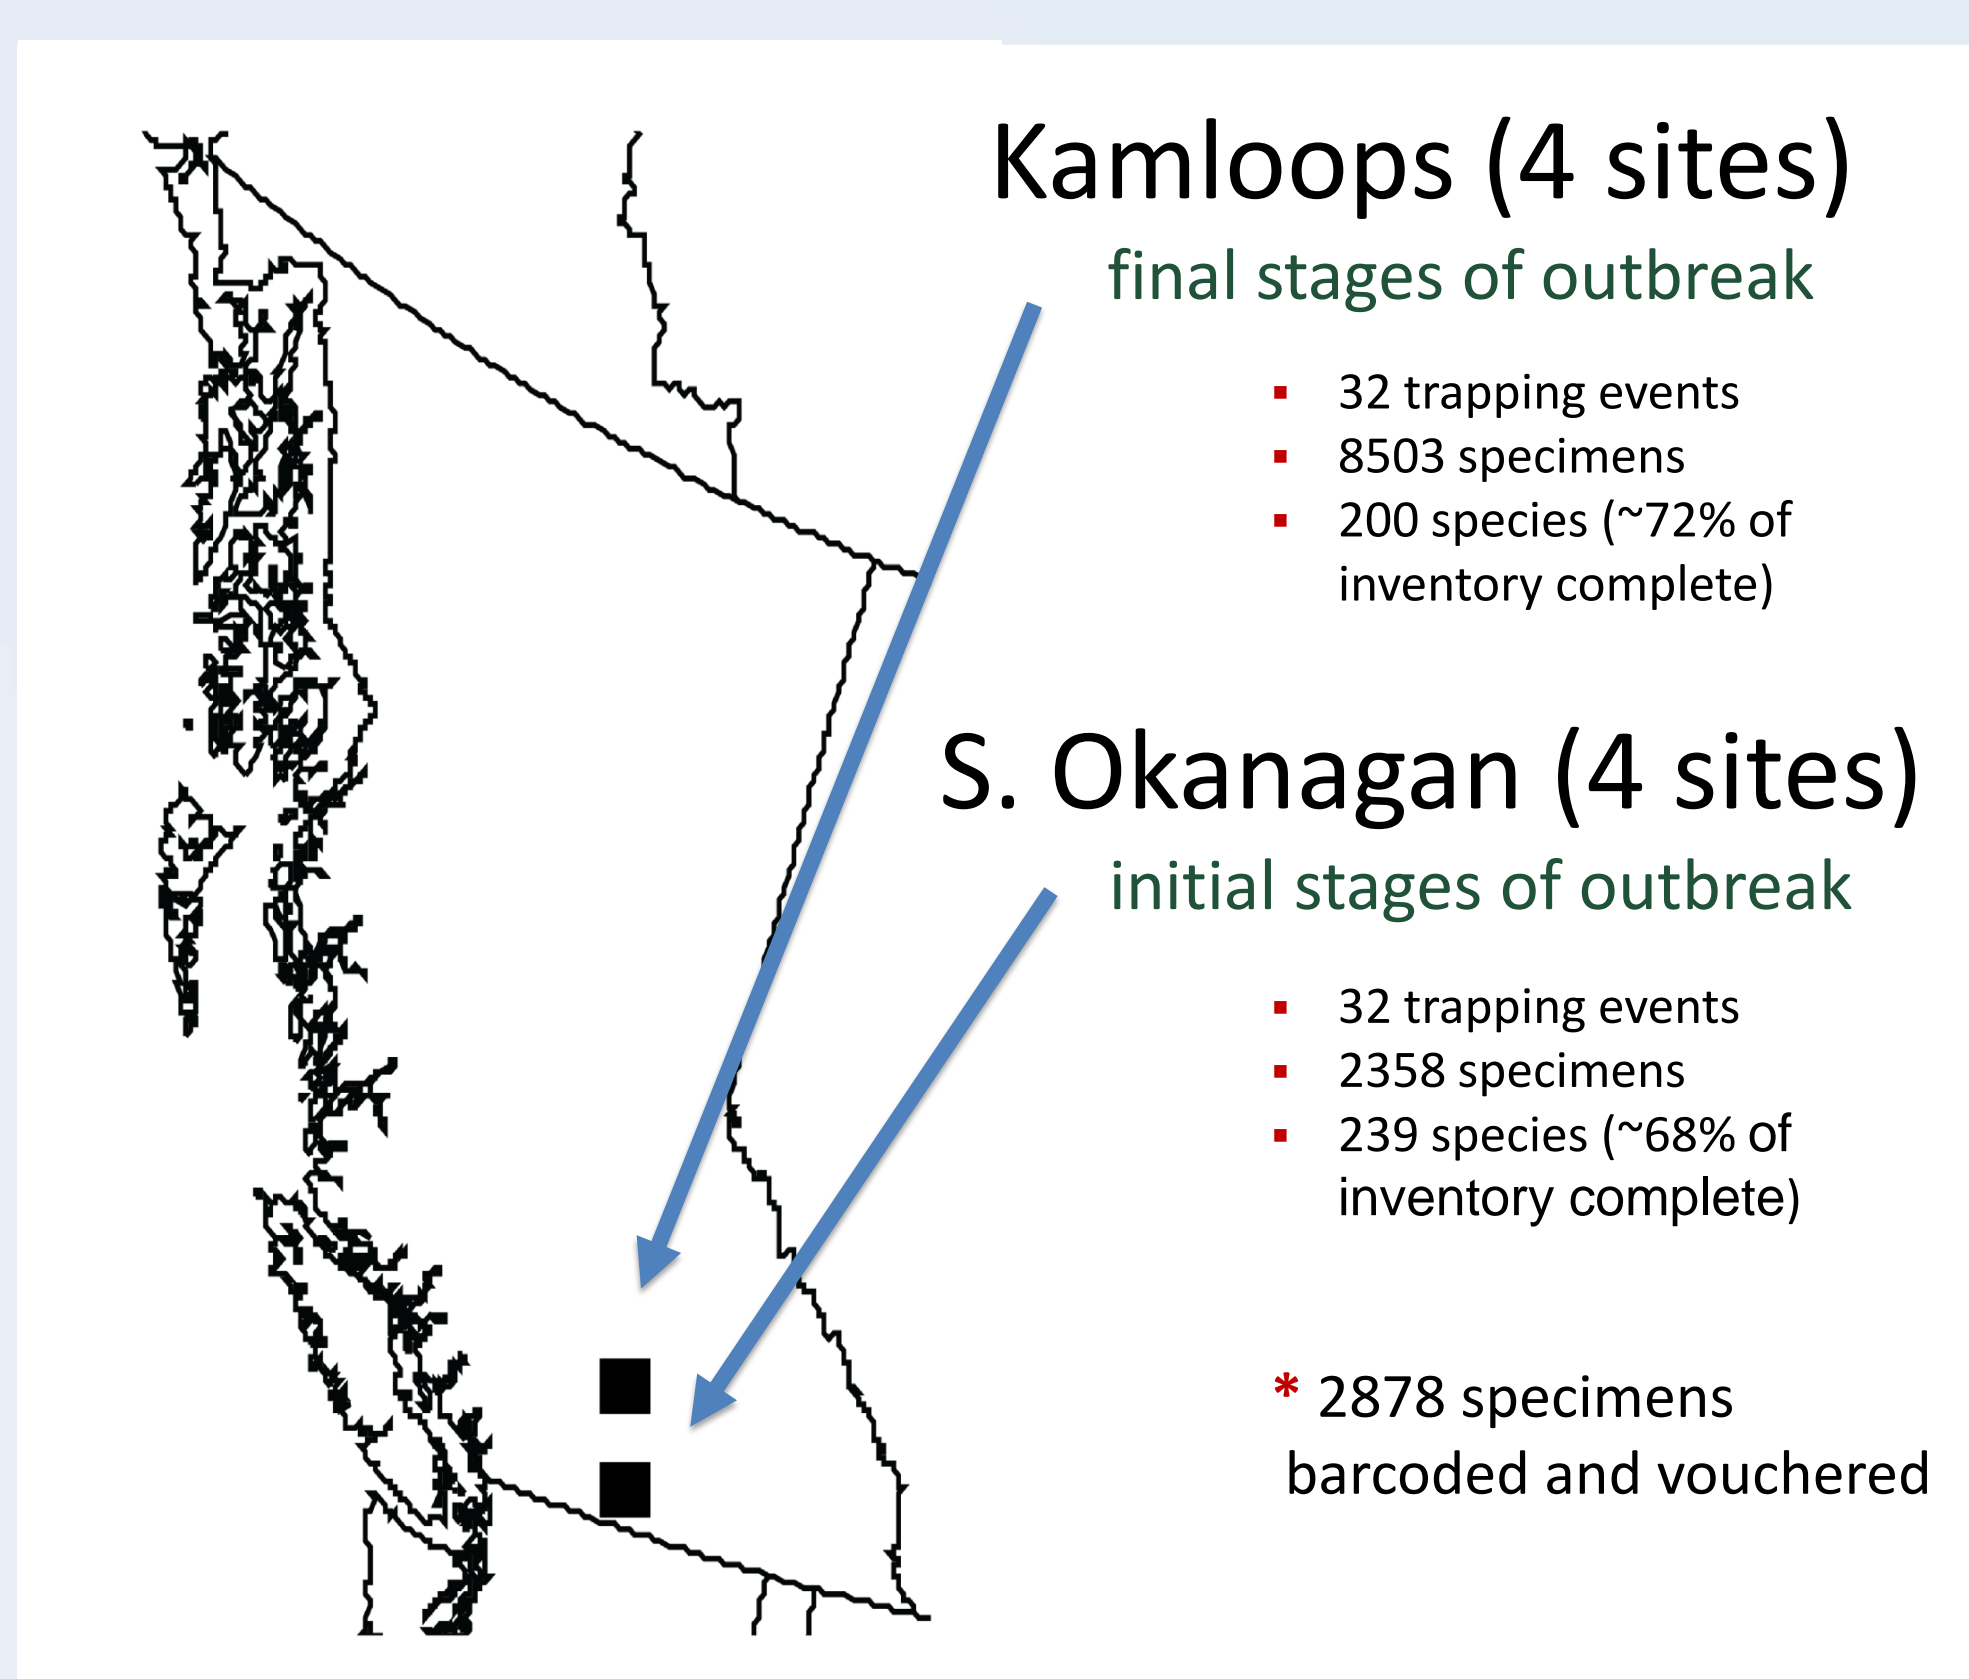 Kamloops (4 sites)
final stages of outbreak
▪ 32 trapping events
▪ 8503 specimens
▪ 200 species (~72% of
inventory complete)
S. Okanagan (4 sites)
initial stages of outbreak
▪ 32 trapping events
▪ 2358 specimens
▪ 239 species (~68% of
inventory complete)
* 2878 specimens
barcoded and vouchered